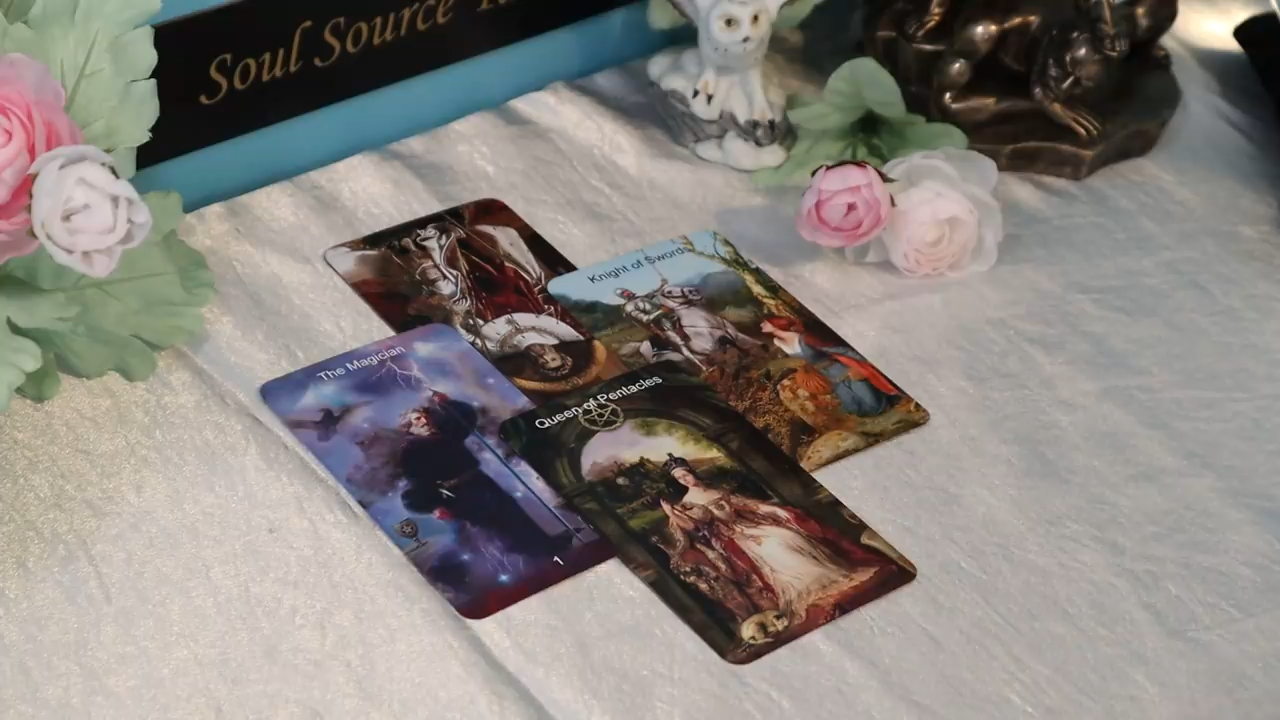 Soul Source
Knight of Swords
The Magician
Queen of Pentacles
1